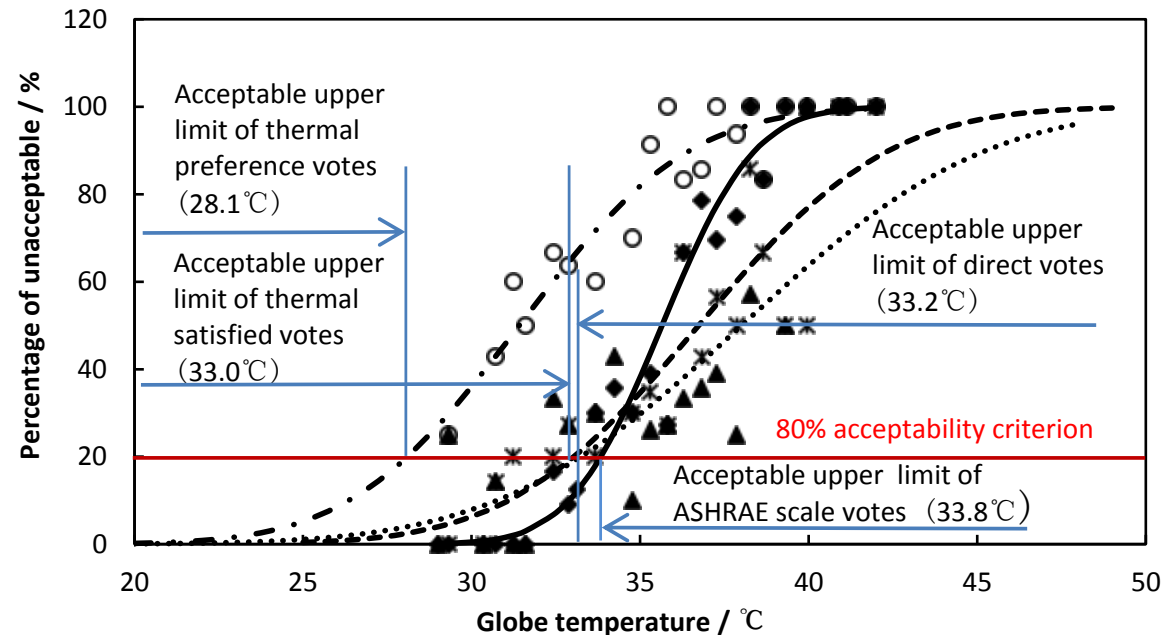 120
100
80
60
40
20
0
Percentage of unacceptable / %
20
25
30
35
40
45
50
Globe temperature / ℃
Acceptable upper
limit of thermal
preference votes
（28.1℃）
Acceptable upper
limit of thermal
satisfied votes
（33.0℃）
Acceptable upper
limit of direct votes
（33.2℃）
80% acceptability criterion
Acceptable upper limit of
ASHRAE scale votes （33.8℃）